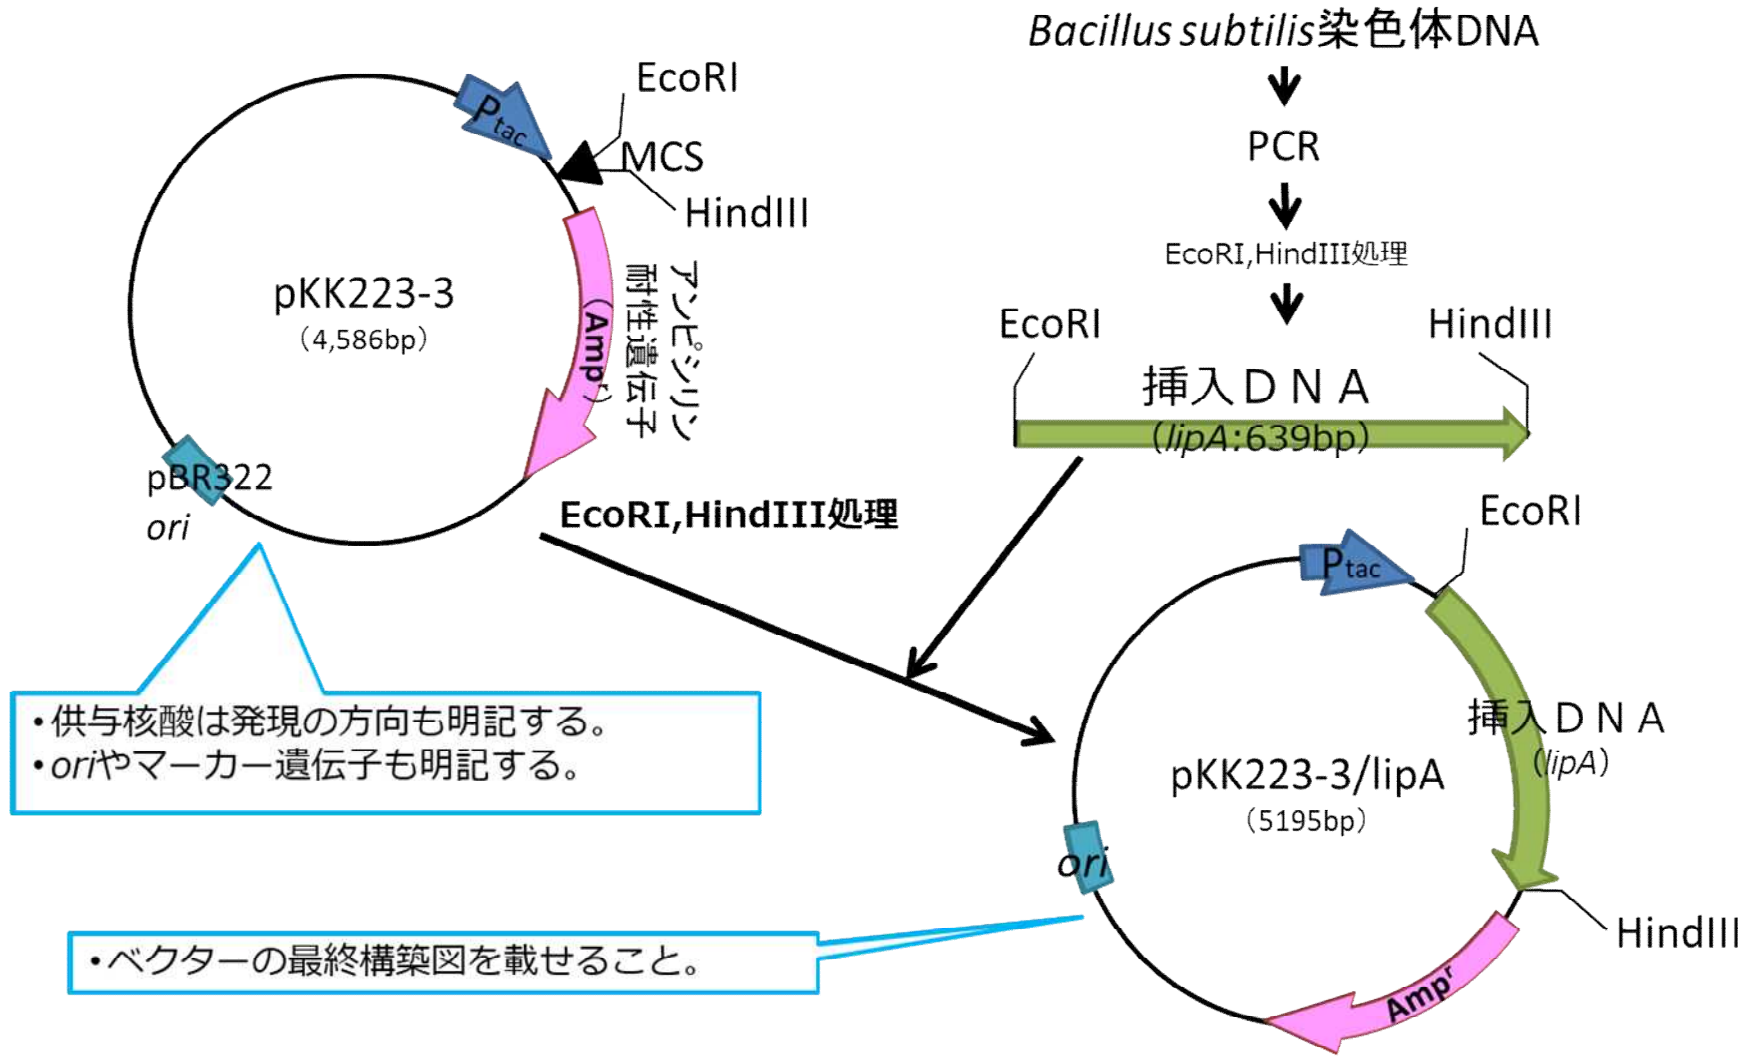 Bacillus subtilis染色体DNA
PCR
EcoRI,HindIII処理
EcoRI
HindIII
挿入ＤＮＡ
（lipA:639bp）
Ptac
EcoRI
MCS
HindIII
pKK223-3
（4,586bp）
（Ampr）
アンピシリン
耐性遺伝子
pBR322
ori
EcoRI,HindIII処理
・供与核酸は発現の方向も明記する。
・oriやマーカー遺伝子も明記する。
Ptac
EcoRI
挿入ＤＮＡ
（lipA）
pKK223-3/lipA
（5195bp）
ori
HindIII
Ampr
・ベクターの最終構築図を載せること。